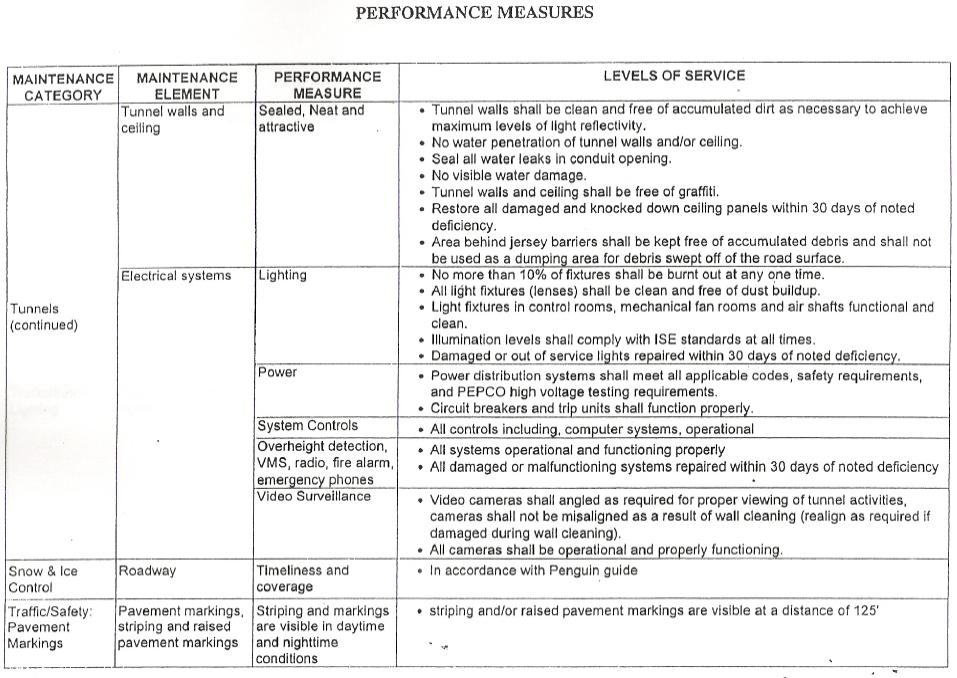 PERFORMANCE MEASURES
MAINTENANCE CATEGORY
MAINTENANCE ELEMENT
PERFORMANCE MEASURE
LEVELS OF SERVICE
Tunnels
(continued)
Tunnel walls and
ceiling
Sealed, Neat and
attractive
• Tunnel walls shall be clean and free of accumulated dirt as necessary to achieve
maximum levels of light reflectivity.
• No water penetration of tunnel walls and/or ceiling.
• Seal all water leaks in conduit opening.
• No visible water damage.
• Tunnel walls and ceiling shall be free of graffiti.
• Restore all damaged and knocked down ceiling panels within 30 days of noted
deficiency.
• Area behind jersey barriers shall be kept free of accumulated debris and shall not
be used as a dumping area for debris swept off of the road surface.
Electrical systems
Lighting
• No more than 10% of fixtures shall be burnt out at any one time.
• All light fixtures (lenses) shall be clean and free of dust buildup.
• Light fixtures in control rooms, mechanical fan rooms and air shafts functional and
clean.
• Illumination levels shall comply with ISE standards at all times.
• Damaged or out of service lights repaired within 30 days of noted deficiency.
Power
• Power distribution systems shall meet all applicable codes, safety requirements,
and PEPCO high voltage testing requirements.
• Circuit breakers and trip units shall function properly.
System Controls
• All controls including, computer systems, operational
Overheight detection,
VMS, radio, fire alarm,
emergency phones
• All systems operational and functioning properly
• All damaged or malfunctioning systems repaired within 30 days of noted deficiency
Video Surveillance
• Video cameras shall angled as required for proper viewing of tunnel activities,
cameras shall not be misaligned as a result of wall cleaning (realign as required if
damaged during wall cleaning).
• All cameras shall be operational and properly functioning.
Snow & Ice
Control
Roadway
Timeliness and
coverage
• In accordance with Penguin guide
Traffic/Safety:
Pavement
Markings
Pavement markings,
striping and raised
pavement markings
Striping and markings
are visible in daytime
and nighttime
conditions
• striping and/or raised pavement markings are visible at a distance of 125'